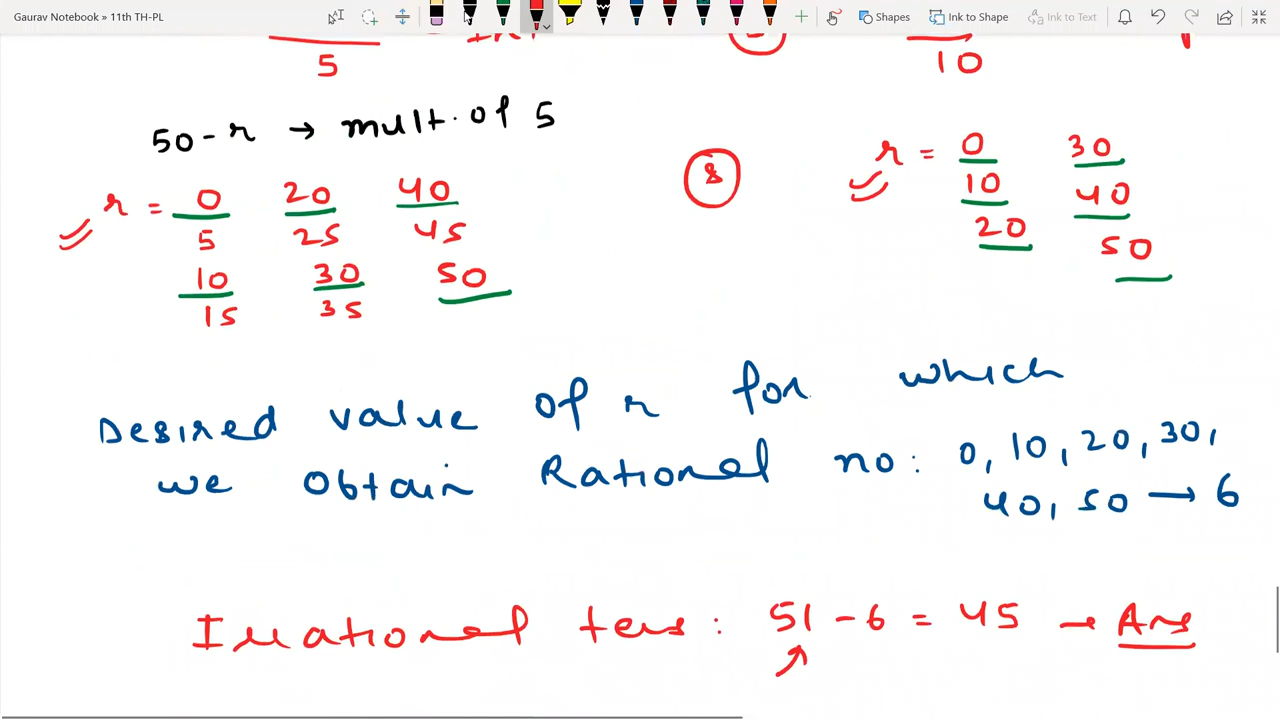 Gaurav Notebook » 11th TH-PL
Shapes
Ink to Shape
Ink to Text
5
10
50 - r → mult. of 5
r = 0 20 40
5 25 45
10 30 50
15 35
&
r = 0 30
10 40
20 50
Desired value of r for which
we obtain Rational no: 0, 10, 20, 30,
40, 50 → 6
Irrational tems: 51 - 6 = 45 → Ans